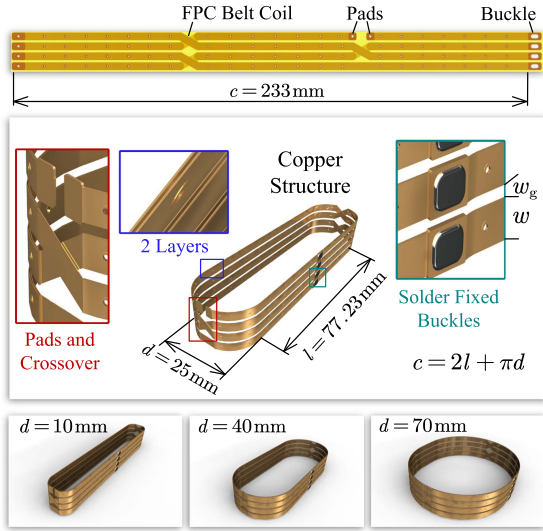 FPC Belt Coil Pads Buckle
c = 233 mm
Copper
Structure
2 Layers
w_g
w
Pads and
Crossover
d = 25 mm
l = 77.23 mm
Solder Fixed
Buckles
c = 2l + πd
d = 10 mm d = 40 mm d = 70 mm